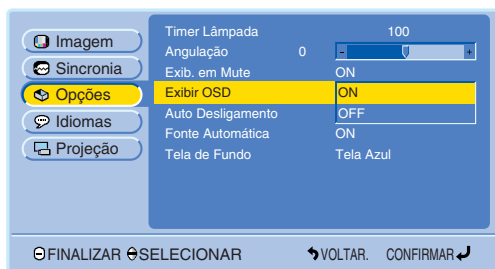 Imagem
Sincronia
Opções
Idiomas
Projeção
Timer Lâmpada 100
Angulação 0 - +
Exib. em Mute ON
Exibir OSD ON
Auto Desligamento OFF
Fonte Automática ON
Tela de Fundo Tela Azul
FINALIZAR SELECIONAR VOLTAR. CONFIRMAR